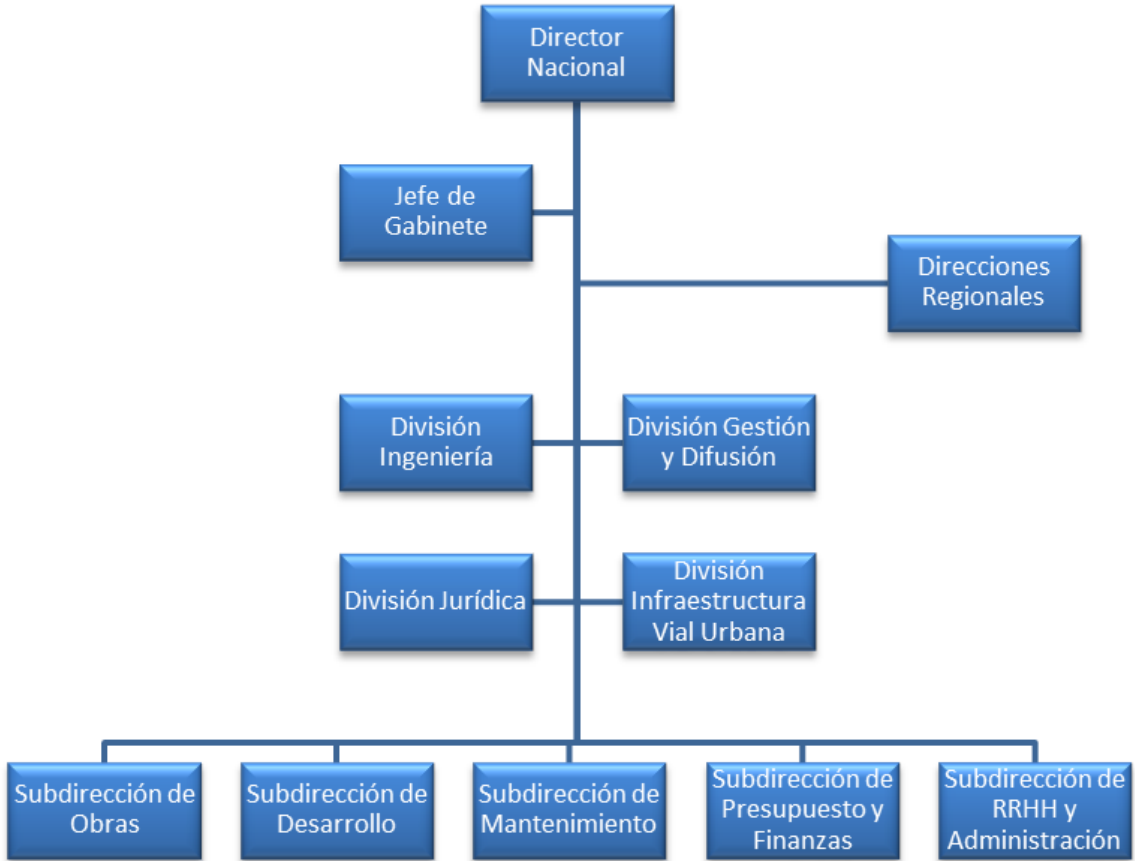 Director
Nacional
Jefe de
Gabinete
Direcciones
Regionales
División
Ingeniería
División Gestión
y Difusión
División Jurídica
División
Infraestructura
Vial Urbana
Subdirección de
Obras
Subdirección de
Desarrollo
Subdirección de
Mantenimiento
Subdirección de
Presupuesto y
Finanzas
Subdirección de
RRHH y
Administración